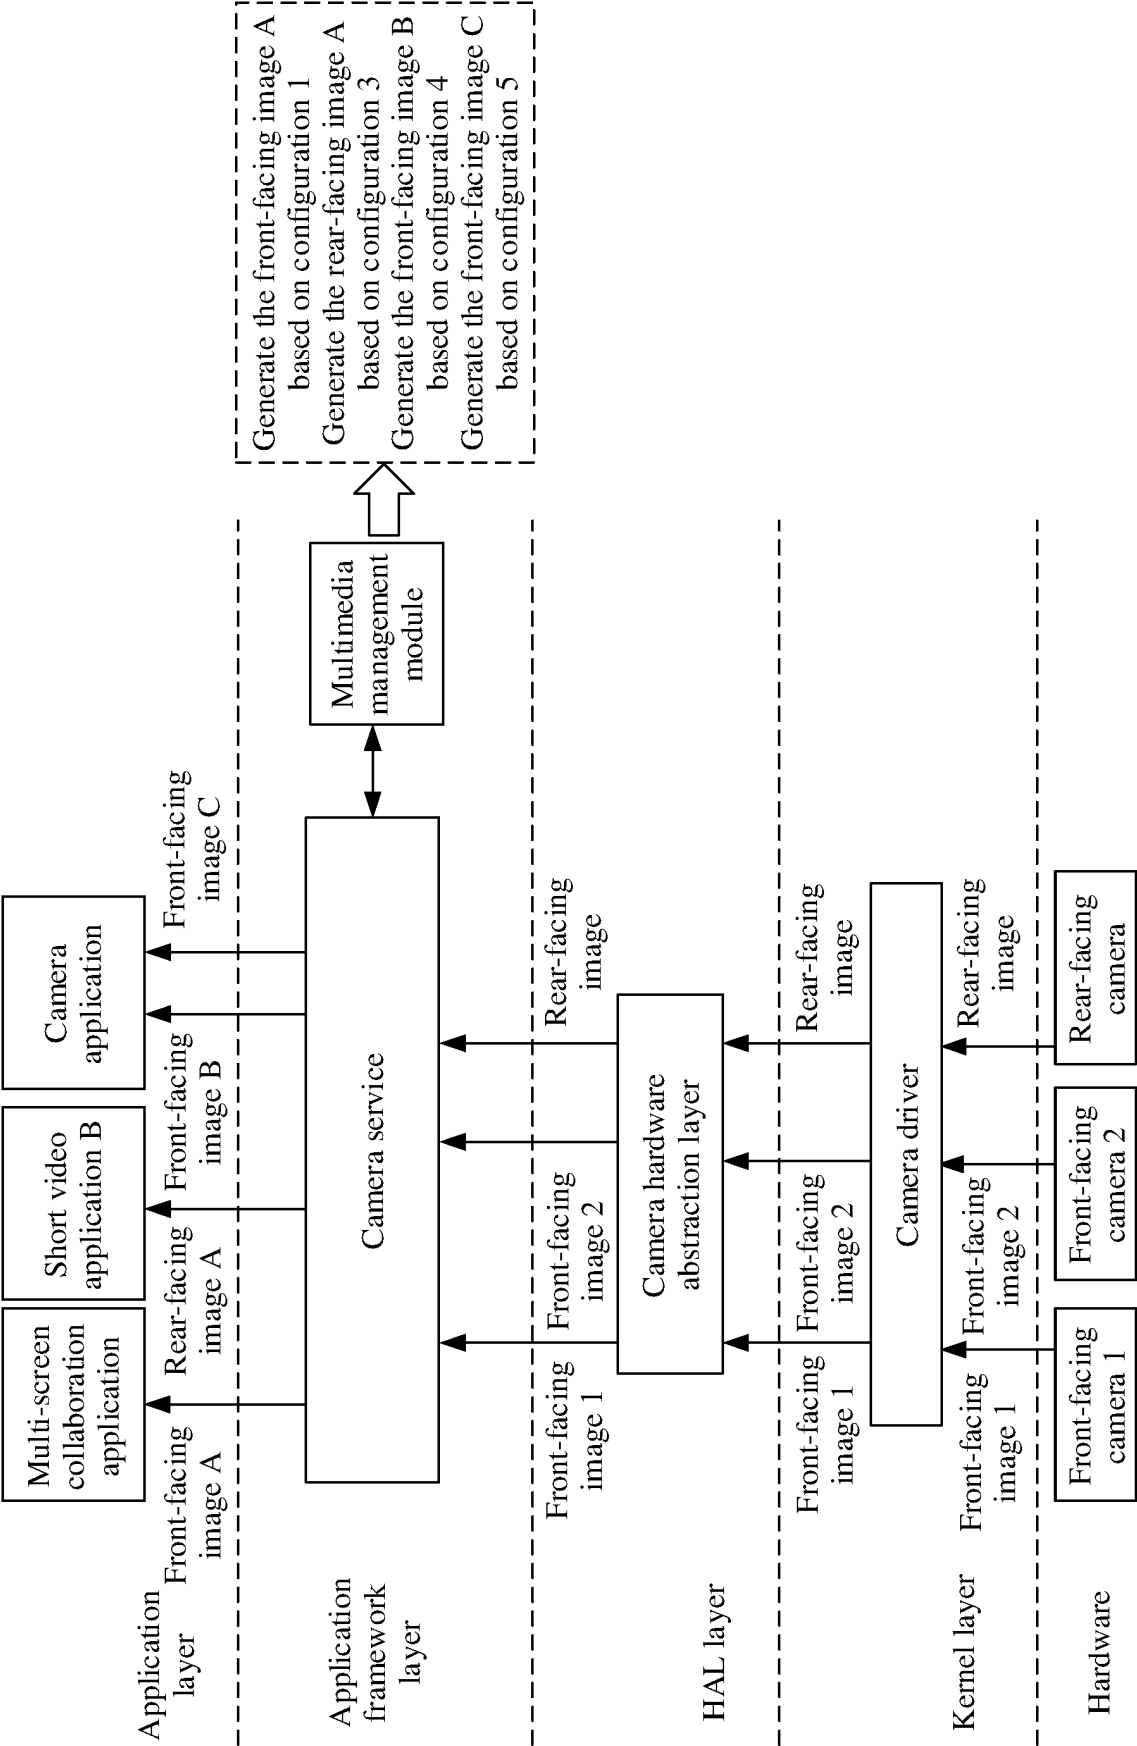 Application
layer
Multi-screen
collaboration
application
Short video
application B
Camera
application
Front-facing
image A
Rear-facing
image A
Front-facing
image B
Front-facing
image C
Application
framework
layer
Camera service
Multimedia
management
module
Generate the front-facing image A
based on configuration 1
Generate the rear-facing image A
based on configuration 3
Generate the front-facing image B
based on configuration 4
Generate the front-facing image C
based on configuration 5
Front-facing
image 1
Front-facing
image 2
Rear-facing
image
HAL layer
Camera hardware
abstraction layer
Front-facing
image 1
Front-facing
image 2
Rear-facing
image
Kernel layer
Camera driver
Front-facing
image 1
Front-facing
image 2
Rear-facing
image
Hardware
Front-facing
camera 1
Front-facing
camera 2
Rear-facing
camera